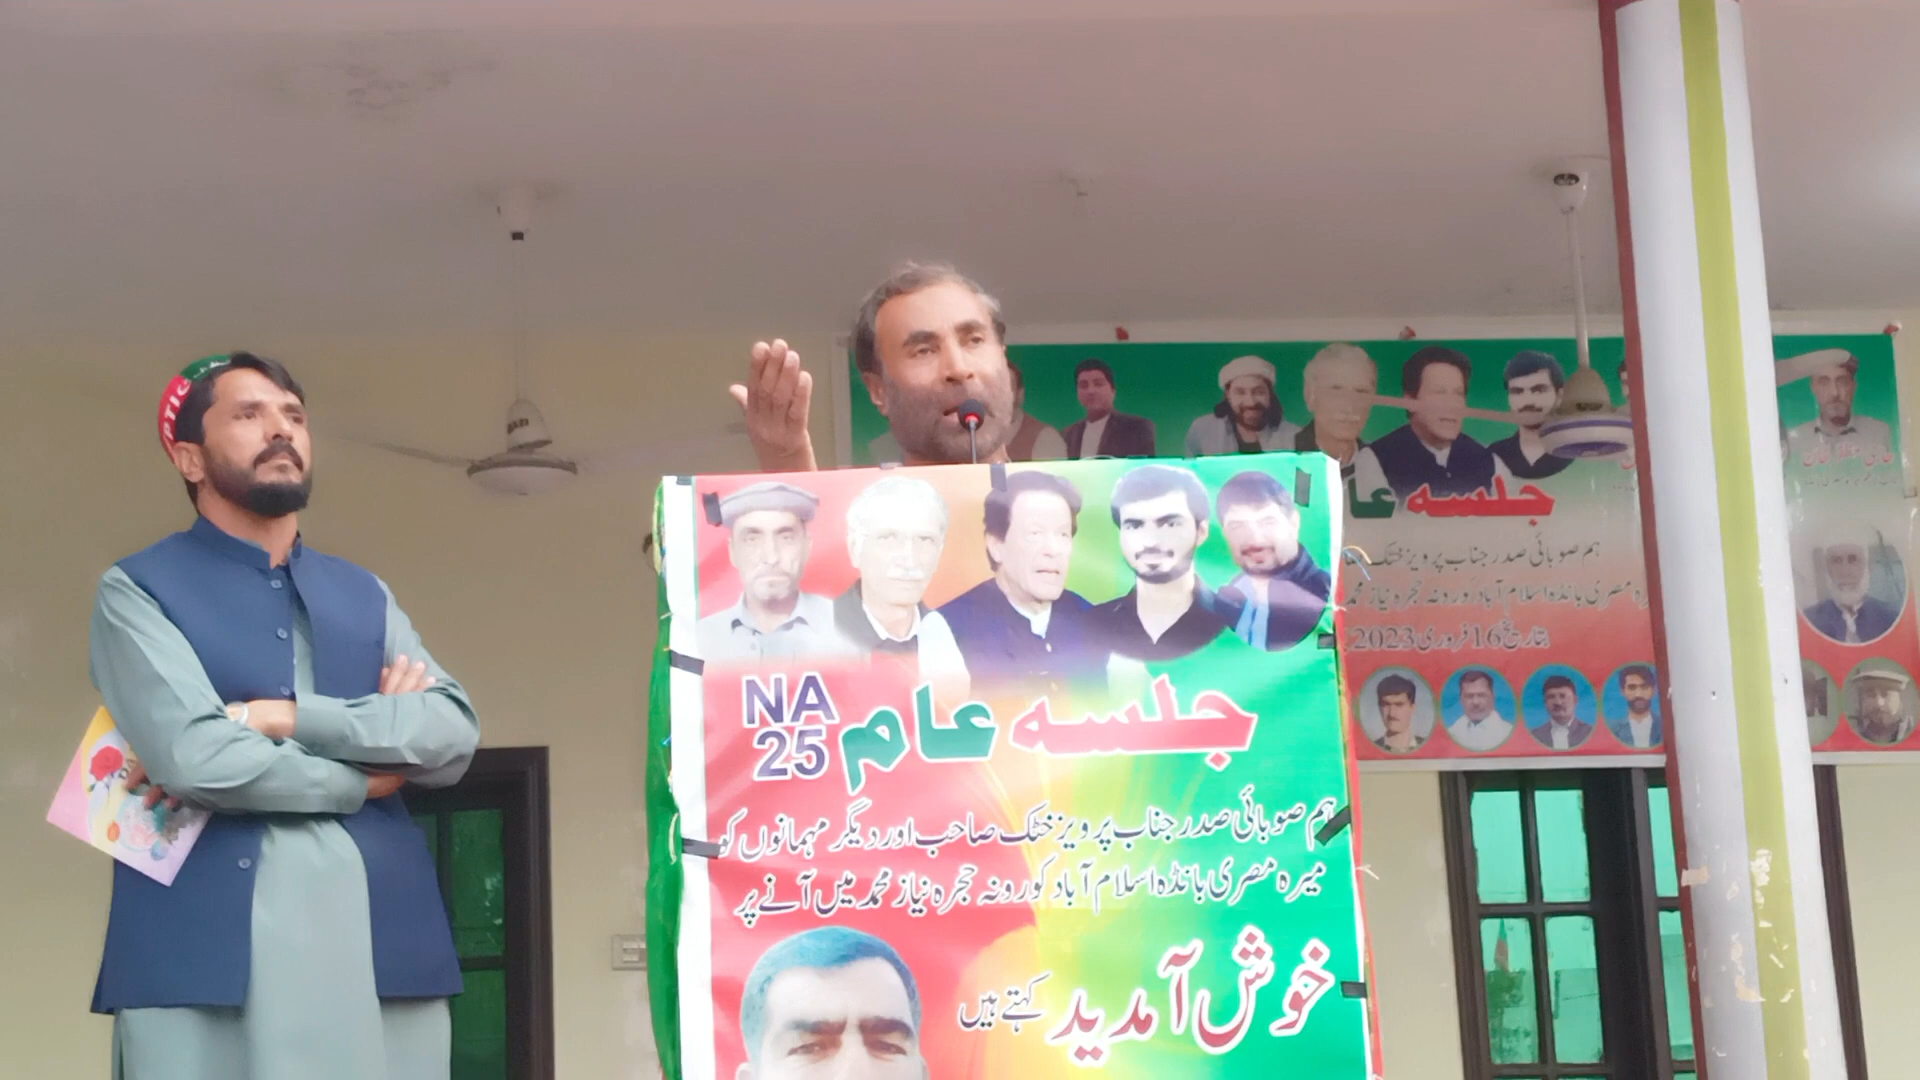 PTI
NA
25
جلسہ عام
ہم صوبائی صدر جناب پرویز خٹک صاحب اور دیگر مہمانوں کو
میرہ مصری بانڈہ اسلام آباد کورونہ حجرہ نیاز محمد میں آنے پر
خوش آمدید کہتے ہیں
جلسہ عا
ہم صوبائی صدر جناب پرویز خٹک
مصری بانڈہ اسلام آباد کورونہ حجرہ نیاز محمد
بتاریخ 16 فروری 2023